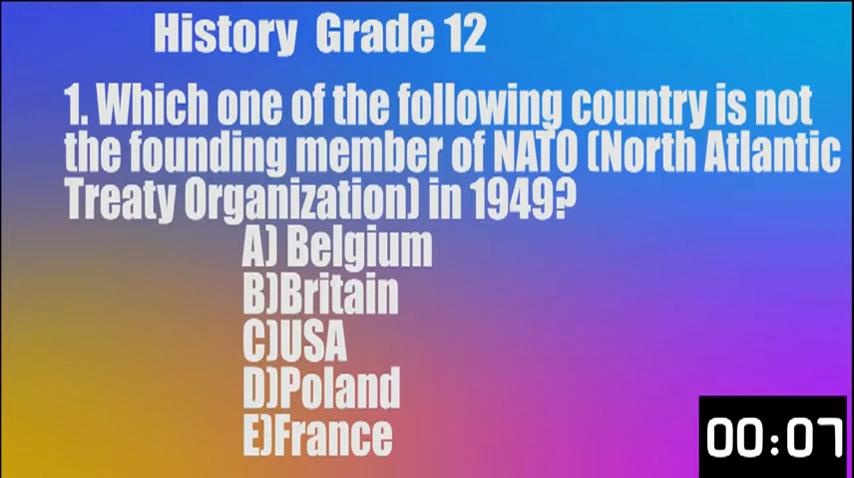 History Grade 12
1. Which one of the following country is not
the founding member of NATO (North Atlantic
Treaty Organization) in 1949?
A) Belgium
B)Britain
C)USA
D)Poland
E)France
00:07